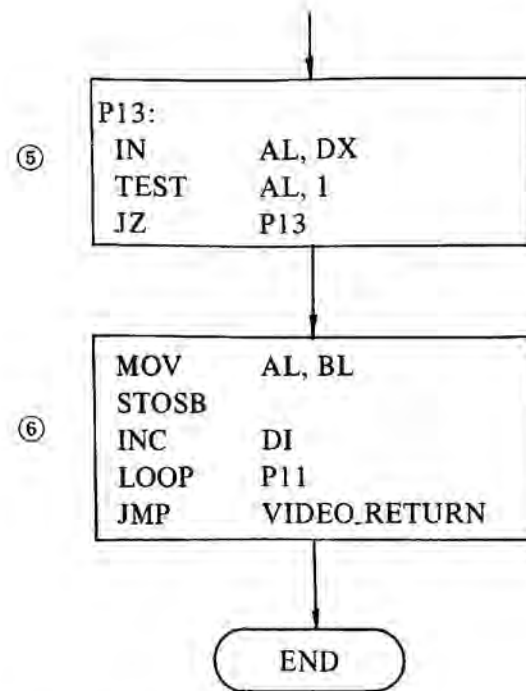 P13:
⑤
IN AL, DX
TEST AL, 1
JZ P13
MOV AL, BL
STOSB
⑥
INC DI
LOOP P11
JMP VIDEO_RETURN
END